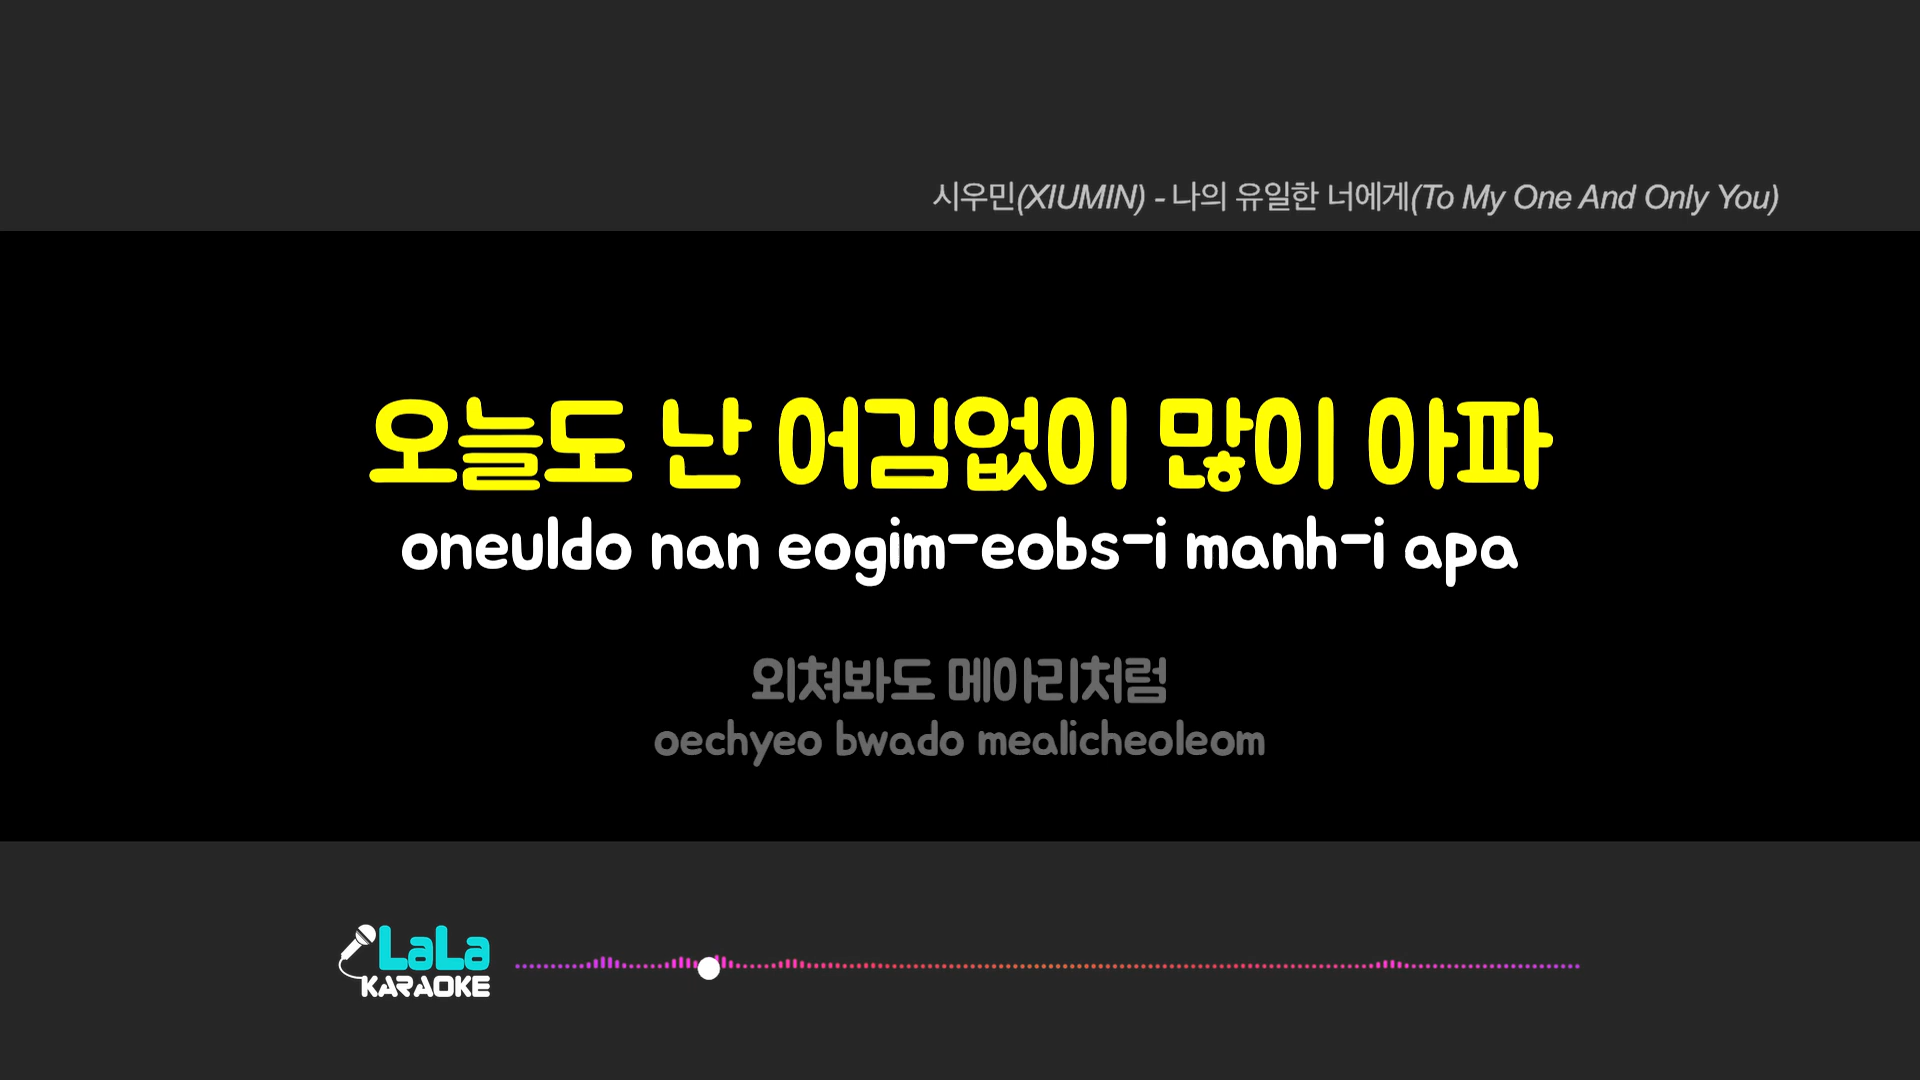 시우민(XIUMIN) - 나의 유일한 너에게(To My One And Only You)
오늘도 난 어김없이 많이 아파
oneuldo nan eogim-eobs-i manh-i apa
외쳐봐도 메아리처럼
oechyeo bwado mealicheoleom
LaLa
KARAOKE